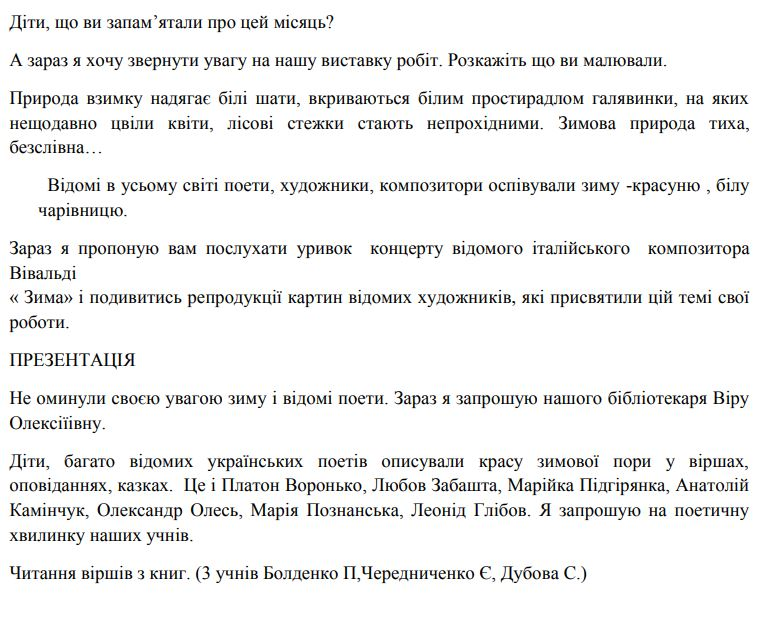 Діти, що ви запам’ятали про цей місяць?
А зараз я хочу звернути увагу на нашу виставку робіт. Розкажіть що ви малювали.
Природа взимку надягає білі шати, вкриваються білим простирадлом галявинки, на яких
нещодавно цвіли квіти, лісові стежки стають непрохідними. Зимова природа тиха,
безслівна…
Відомі в усьому світі поети, художники, композитори оспівували зиму -красуню , білу
чарівницю.
Зараз я пропоную вам послухати уривок концерту відомого італійського композитора
Вівальді
« Зима» і подивитись репродукції картин відомих художників, які присвятили цій темі свої
роботи.
ПРЕЗЕНТАЦІЯ
Не оминули своєю увагою зиму і відомі поети. Зараз я запрошую нашого бібліотекаря Віру
Олексіїівну.
Діти, багато відомих українських поетів описували красу зимової пори у віршах,
оповіданнях, казках. Це і Платон Воронько, Любов Забашта, Марійка Підгірянка, Анатолій
Камінчук, Олександр Олесь, Марія Познанська, Леонід Глібов. Я запрошую на поетичну
хвилинку наших учнів.
Читання віршів з книг. (3 учнів Болденко П,Чередниченко Є, Дубова С.)